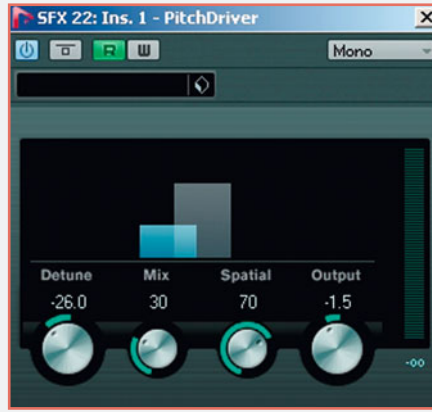 SFX 22: Ins. 1 - PitchDriver
R W Mono
Detune Mix Spatial Output
-26.0 30 70 -1.5
-oo